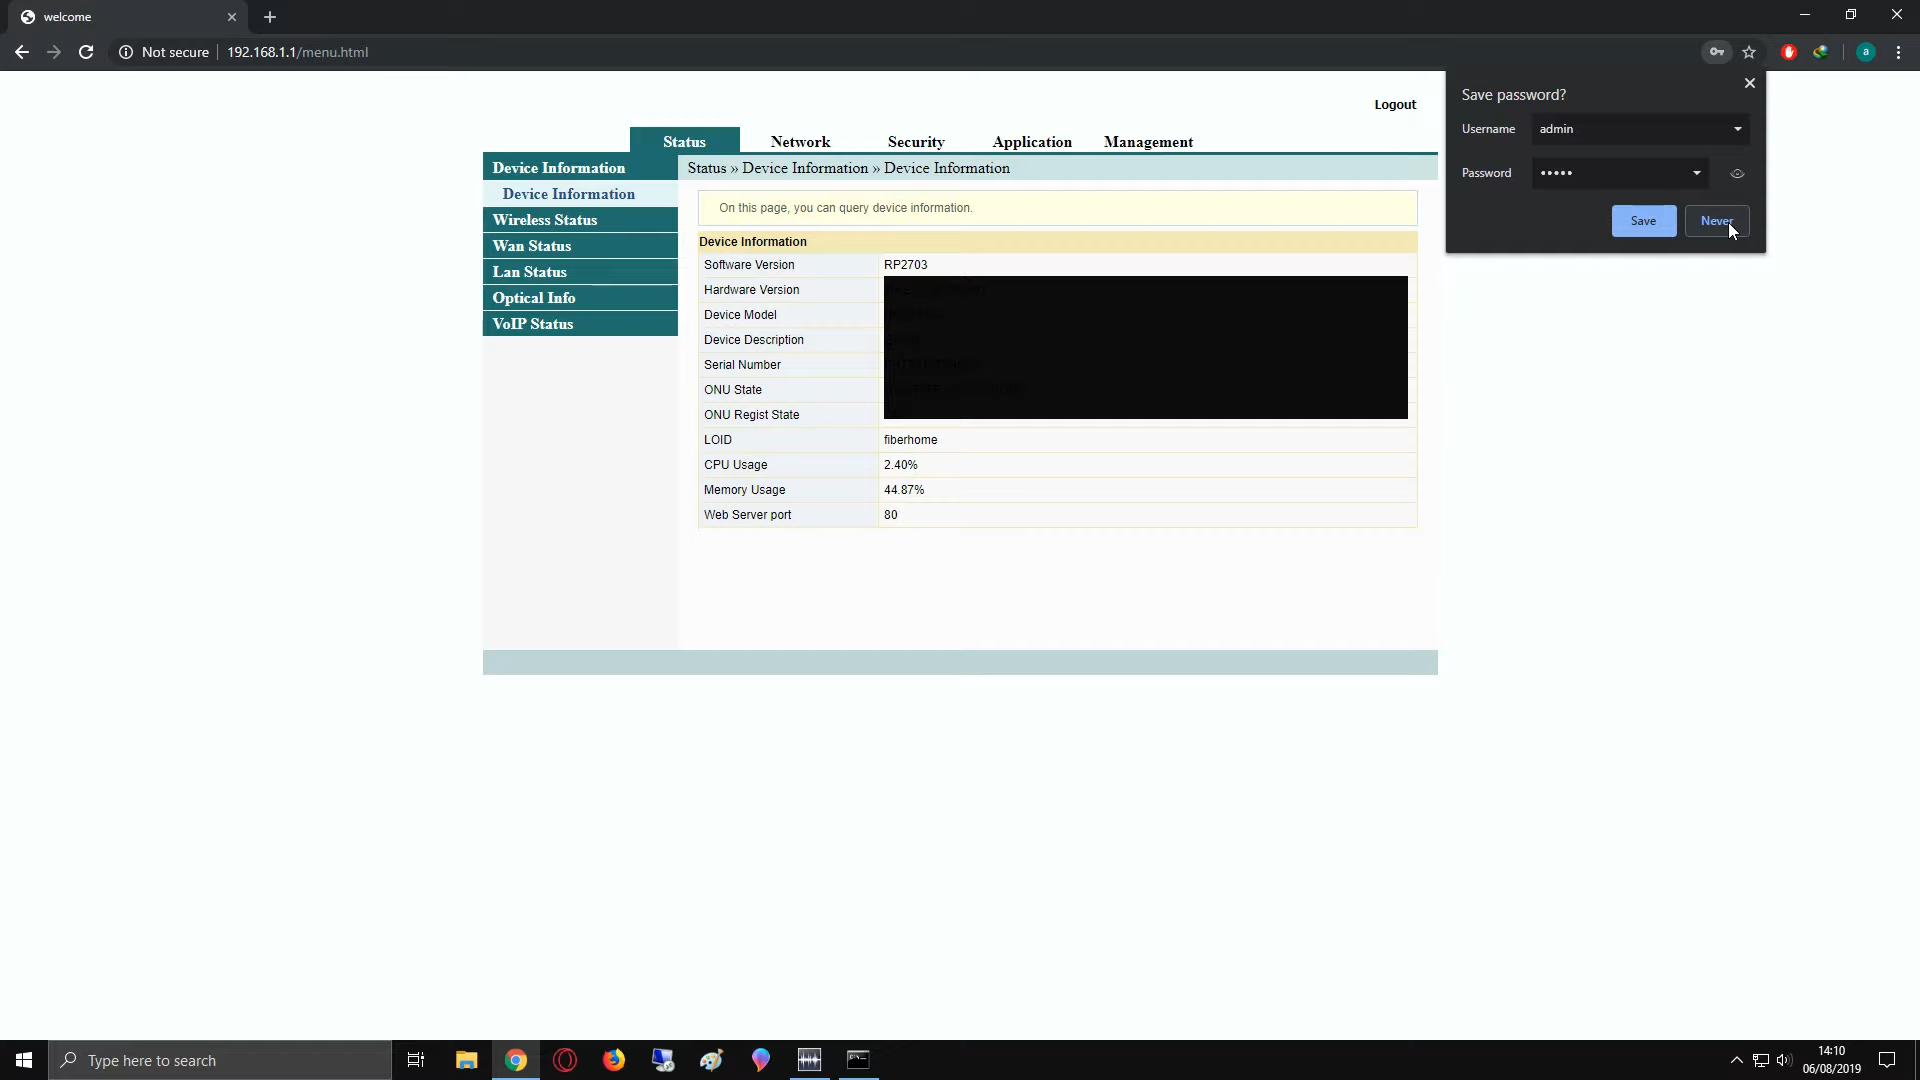 welcome
Not secure
192.168.1.1/menu.html
a
Save password?
Username admin
Password •••••
Save Never
Logout
Status Network Security Application Management
Device Information
Device Information
Wireless Status
Wan Status
Lan Status
Optical Info
VoIP Status
Status » Device Information » Device Information
On this page, you can query device information.
Device Information
Software Version RP2703
Hardware Version
Device Model
Device Description
Serial Number
ONU State
ONU Regist State
LOID fiberhome
CPU Usage 2.40%
Memory Usage 44.87%
Web Server port 80
Type here to search
14:10
06/08/2019